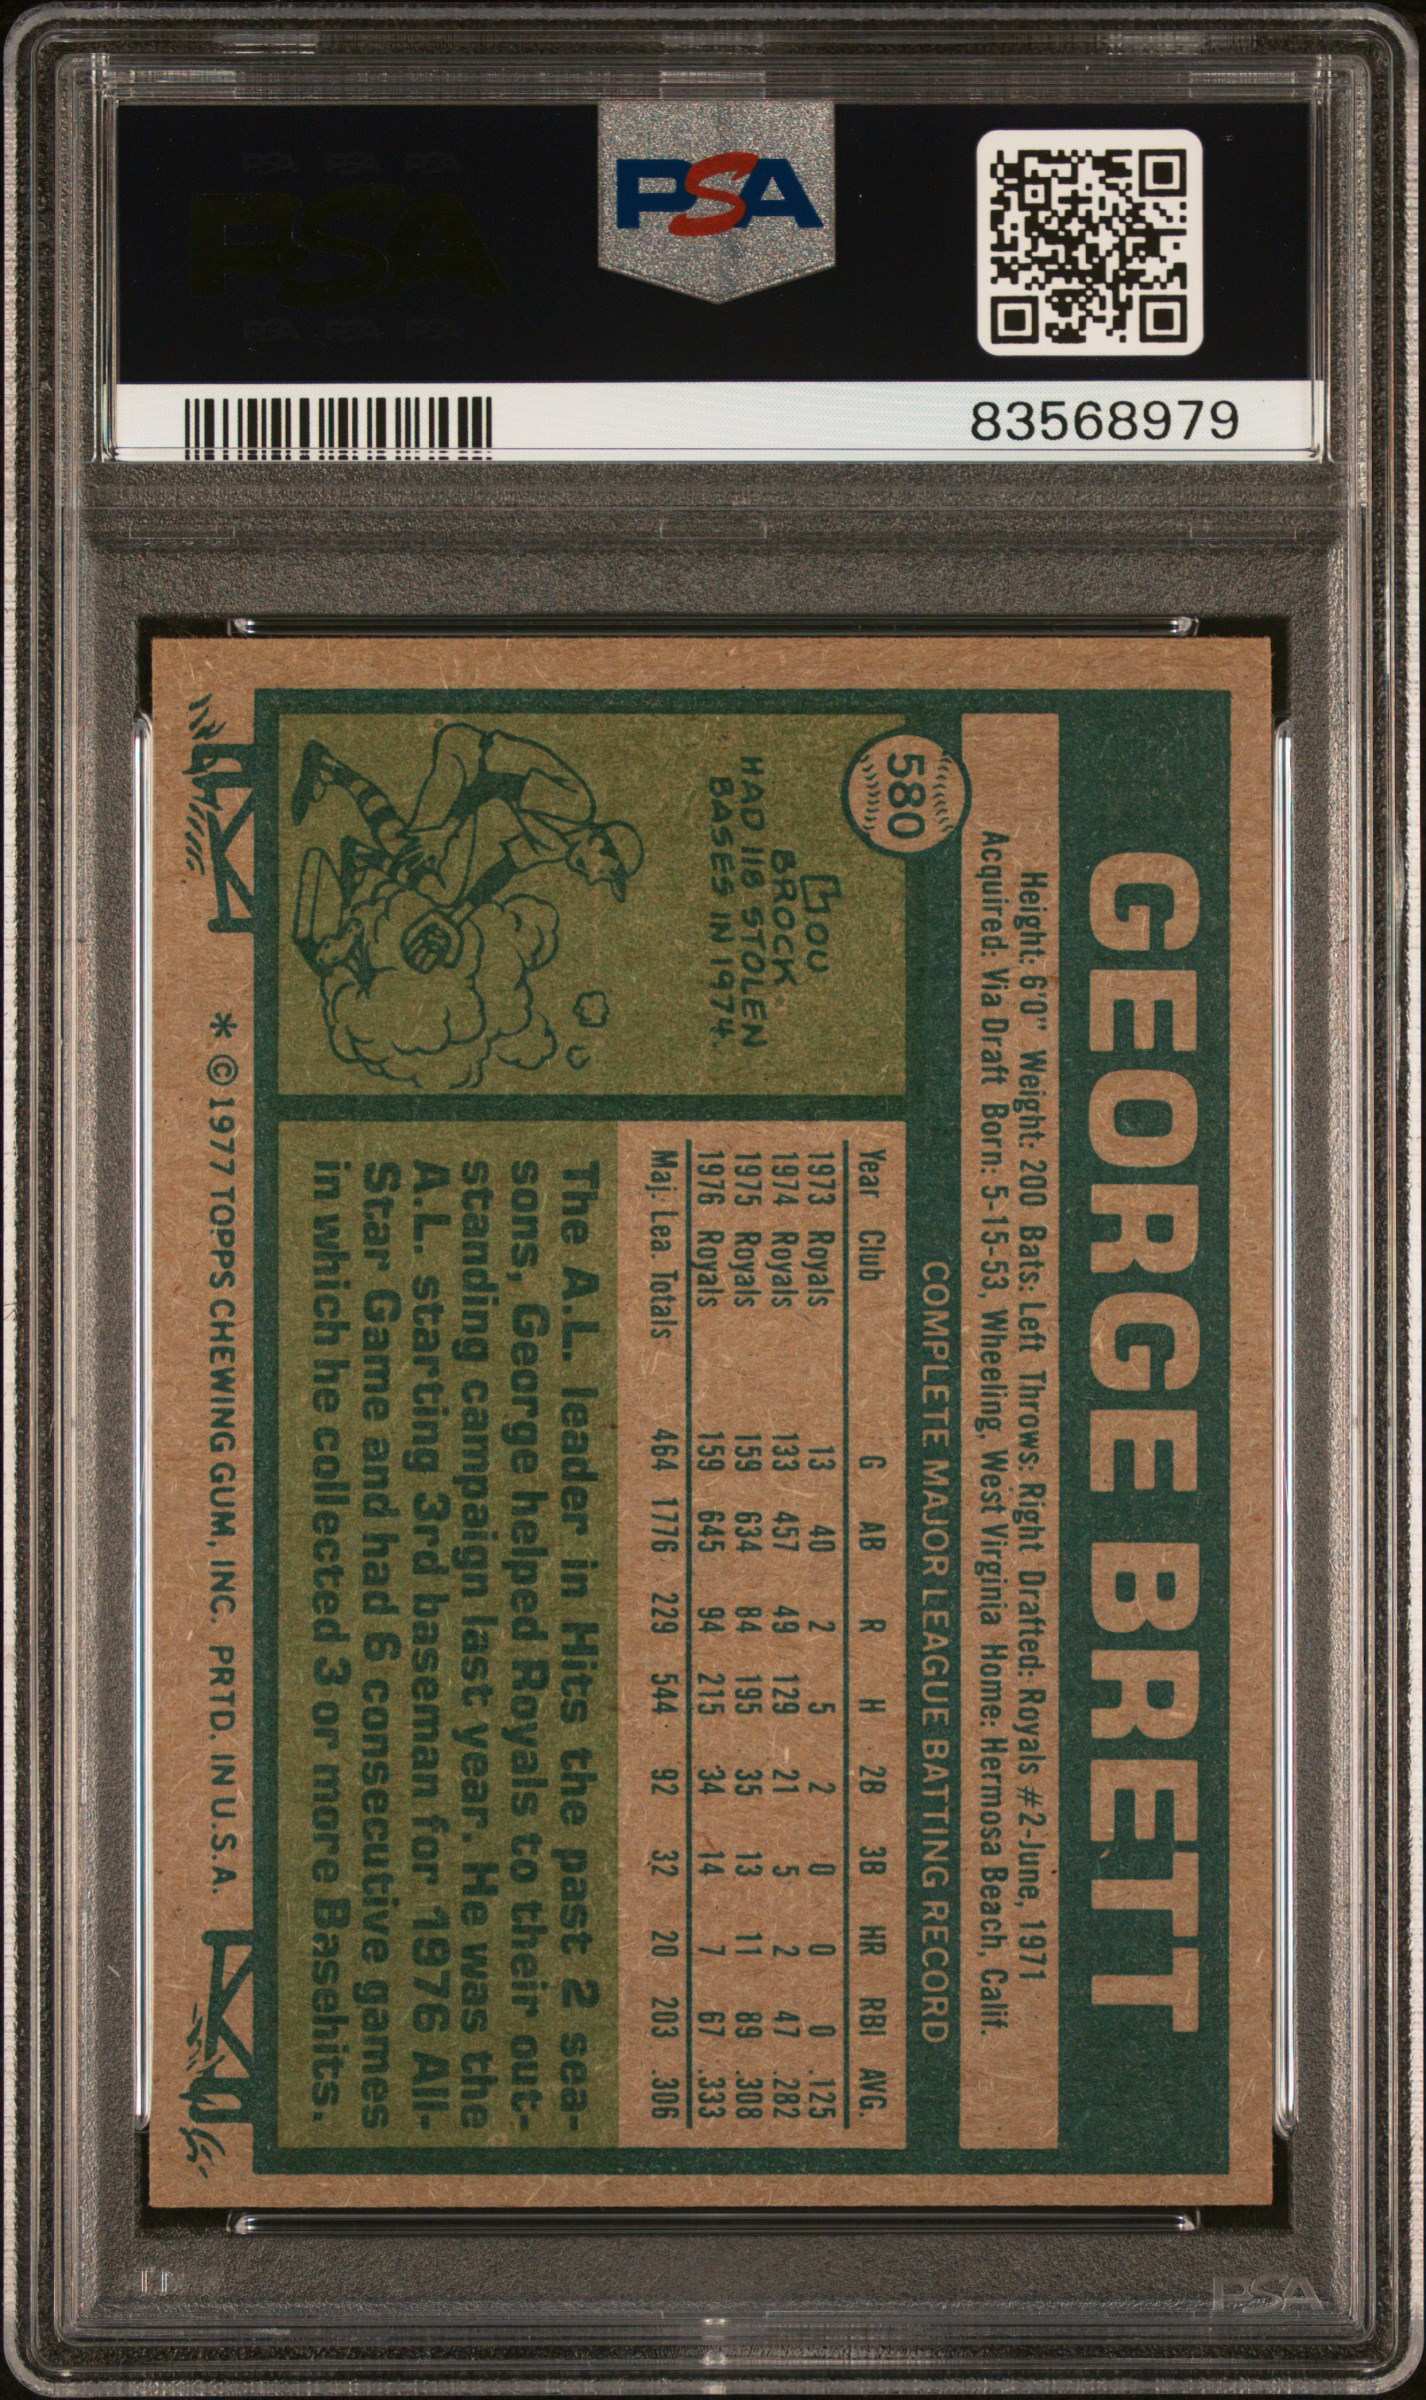 PSA PSA PSA
PSA
PSA PSA PSA
PSA
83568979
GEORGE BRETT
Height: 6'0" Weight: 200 Bats: Left Throws: Right Drafted: Royals #2-June, 1971
Acquired: Via Draft Born: 5-15-53, Wheeling, West Virginia Home: Hermosa Beach, Calif.
580
COMPLETE MAJOR LEAGUE BATTING RECORD
LOU
BROCK
HAD 118 STOLEN
BASES IN 1974.
Year Club G AB R H 2B 3B HR RBI AVG.
1973 Royals 13 40 2 5 2 0 0 0 .125
1974 Royals 133 457 49 129 21 5 2 47 .282
1975 Royals 159 634 84 195 35 13 11 89 .308
1976 Royals 159 645 94 215 34 14 7 67 .333
Maj. Lea. Totals 464 1776 229 544 92 32 20 203 .306
The A.L. leader in Hits the past 2 sea-
sons, George helped Royals to their out-
standing campaign last year. He was the
A.L. starting 3rd baseman for 1976 All-
Star Game and had 6 consecutive games
in which he collected 3 or more Basehits.
* © 1977 TOPPS CHEWING GUM, INC. PRTD. IN U.S.A.
PSA